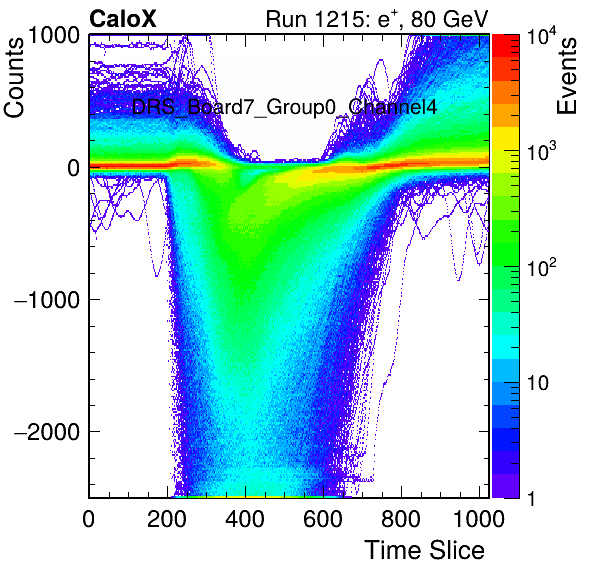 CaloX Run 1215: e⁺, 80 GeV
Counts
Events
DRS_Board7_Group0_Channel4
1000
0
−1000
−2000
0 200 400 600 800 1000
Time Slice
10⁴
10³
10²
10
1